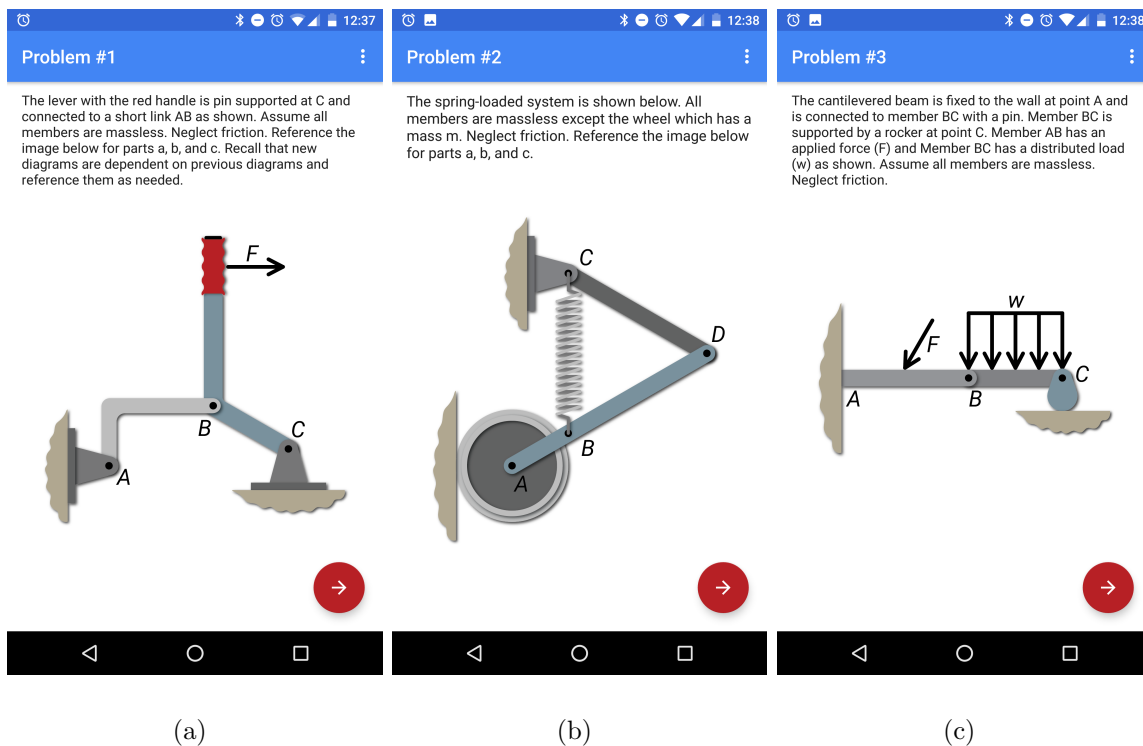 12:37
Problem #1
The lever with the red handle is pin supported at C and
connected to a short link AB as shown. Assume all
members are massless. Neglect friction. Reference the
image below for parts a, b, and c. Recall that new
diagrams are dependent on previous diagrams and
reference them as needed.
F
B
C
A
(a)
12:38
Problem #2
The spring-loaded system is shown below. All
members are massless except the wheel which has a
mass m. Neglect friction. Reference the image below
for parts a, b, and c.
C
D
B
A
(b)
12:38
Problem #3
The cantilevered beam is fixed to the wall at point A and
is connected to member BC with a pin. Member BC is
supported by a rocker at point C. Member AB has an
applied force (F) and Member BC has a distributed load
(w) as shown. Assume all members are massless.
Neglect friction.
w
F
C
A
B
(c)